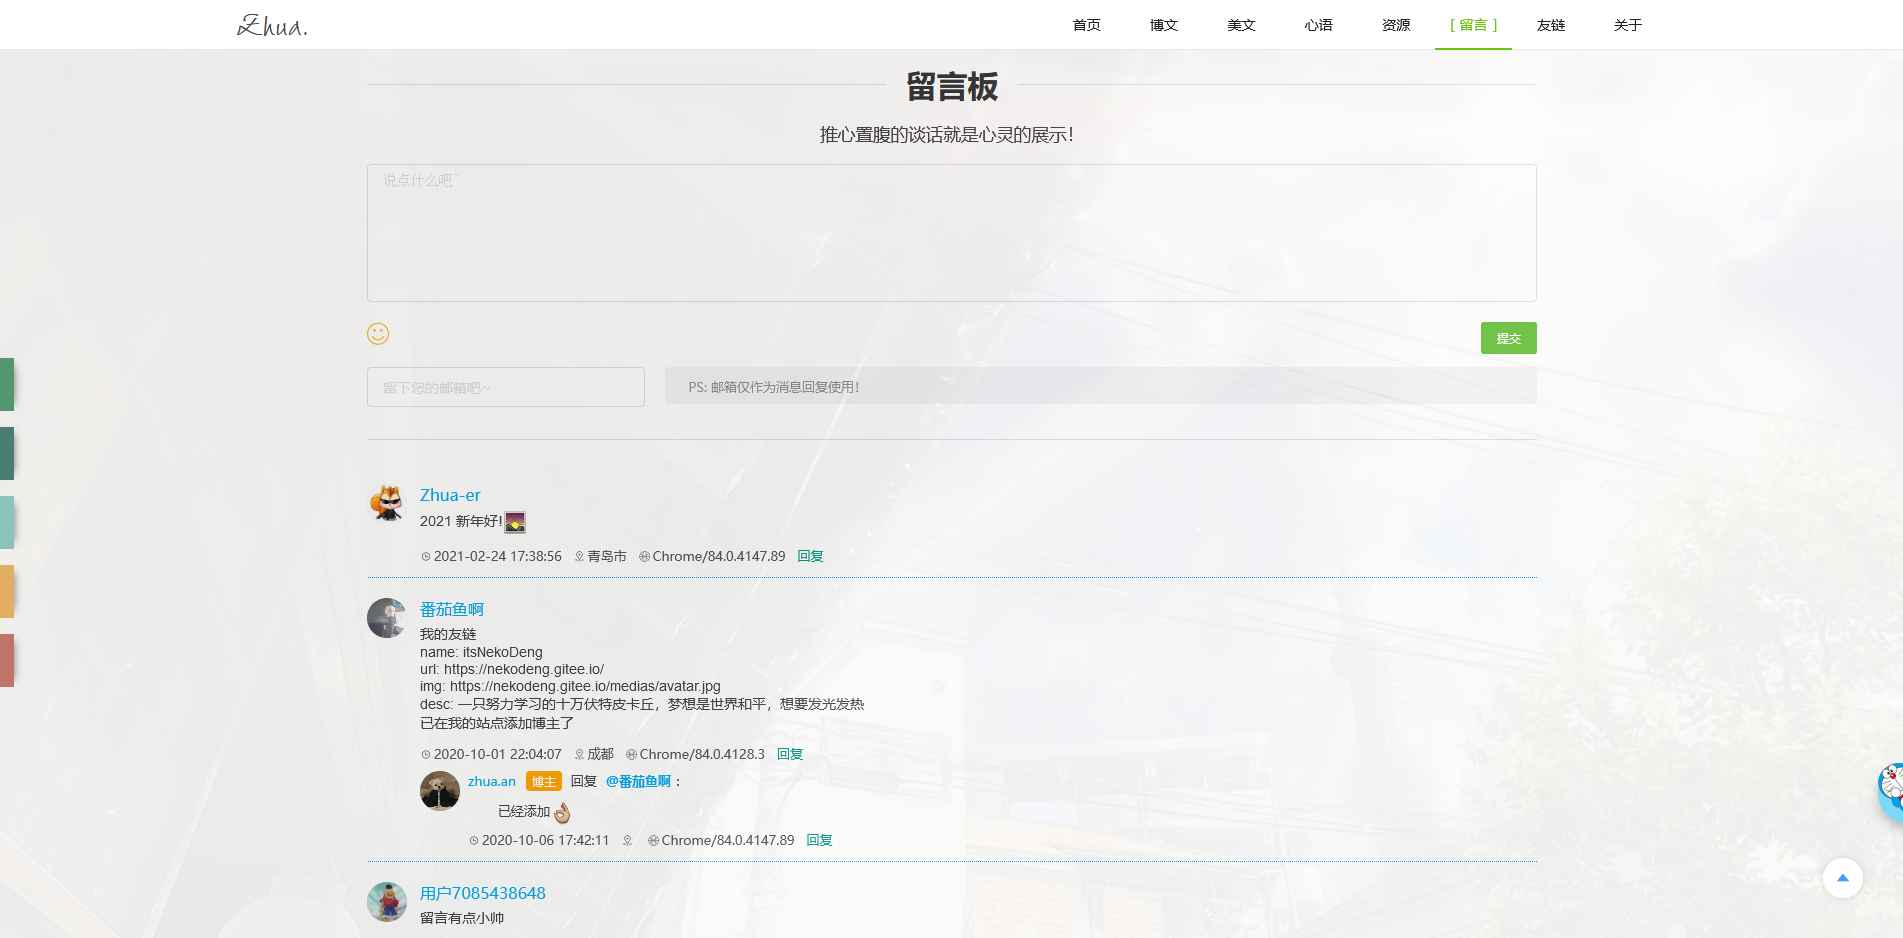 Zhua.
首页 博文 美文 心语 资源 [ 留言 ] 友链 关于
留言板
推心置腹的谈话就是心灵的展示!
说点什么吧~
提交
留下您的邮箱吧~
PS: 邮箱仅作为消息回复使用!
Zhua-er
2021 新年好!
2021-02-24 17:38:56 青岛市 Chrome/84.0.4147.89 回复
番茄鱼啊
我的友链
name: itsNekoDeng
url: https://nekodeng.gitee.io/
img: https://nekodeng.gitee.io/medias/avatar.jpg
desc: 一只努力学习的十万伏特皮卡丘，梦想是世界和平，想要发光发热
已在我的站点添加博主了
2020-10-01 22:04:07 成都 Chrome/84.0.4128.3 回复
zhua.an 博主 回复 @番茄鱼啊 :
已经添加👌
2020-10-06 17:42:11 Chrome/84.0.4147.89 回复
用户7085438648
留言有点小帅